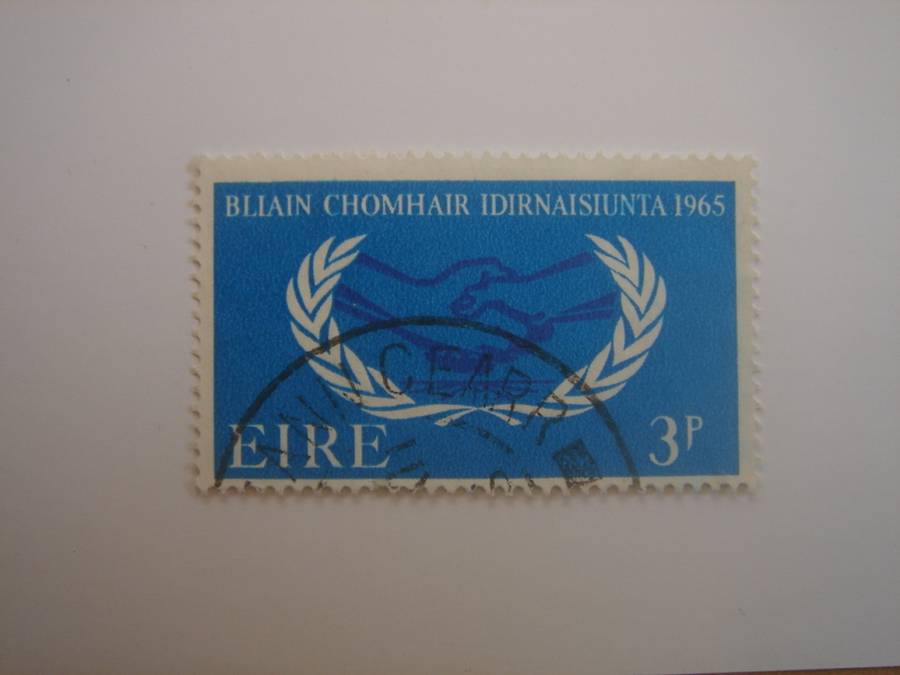 BLIAIN CHOMHAIR IDIRNAISIUNTA 1965
EIRE
3P